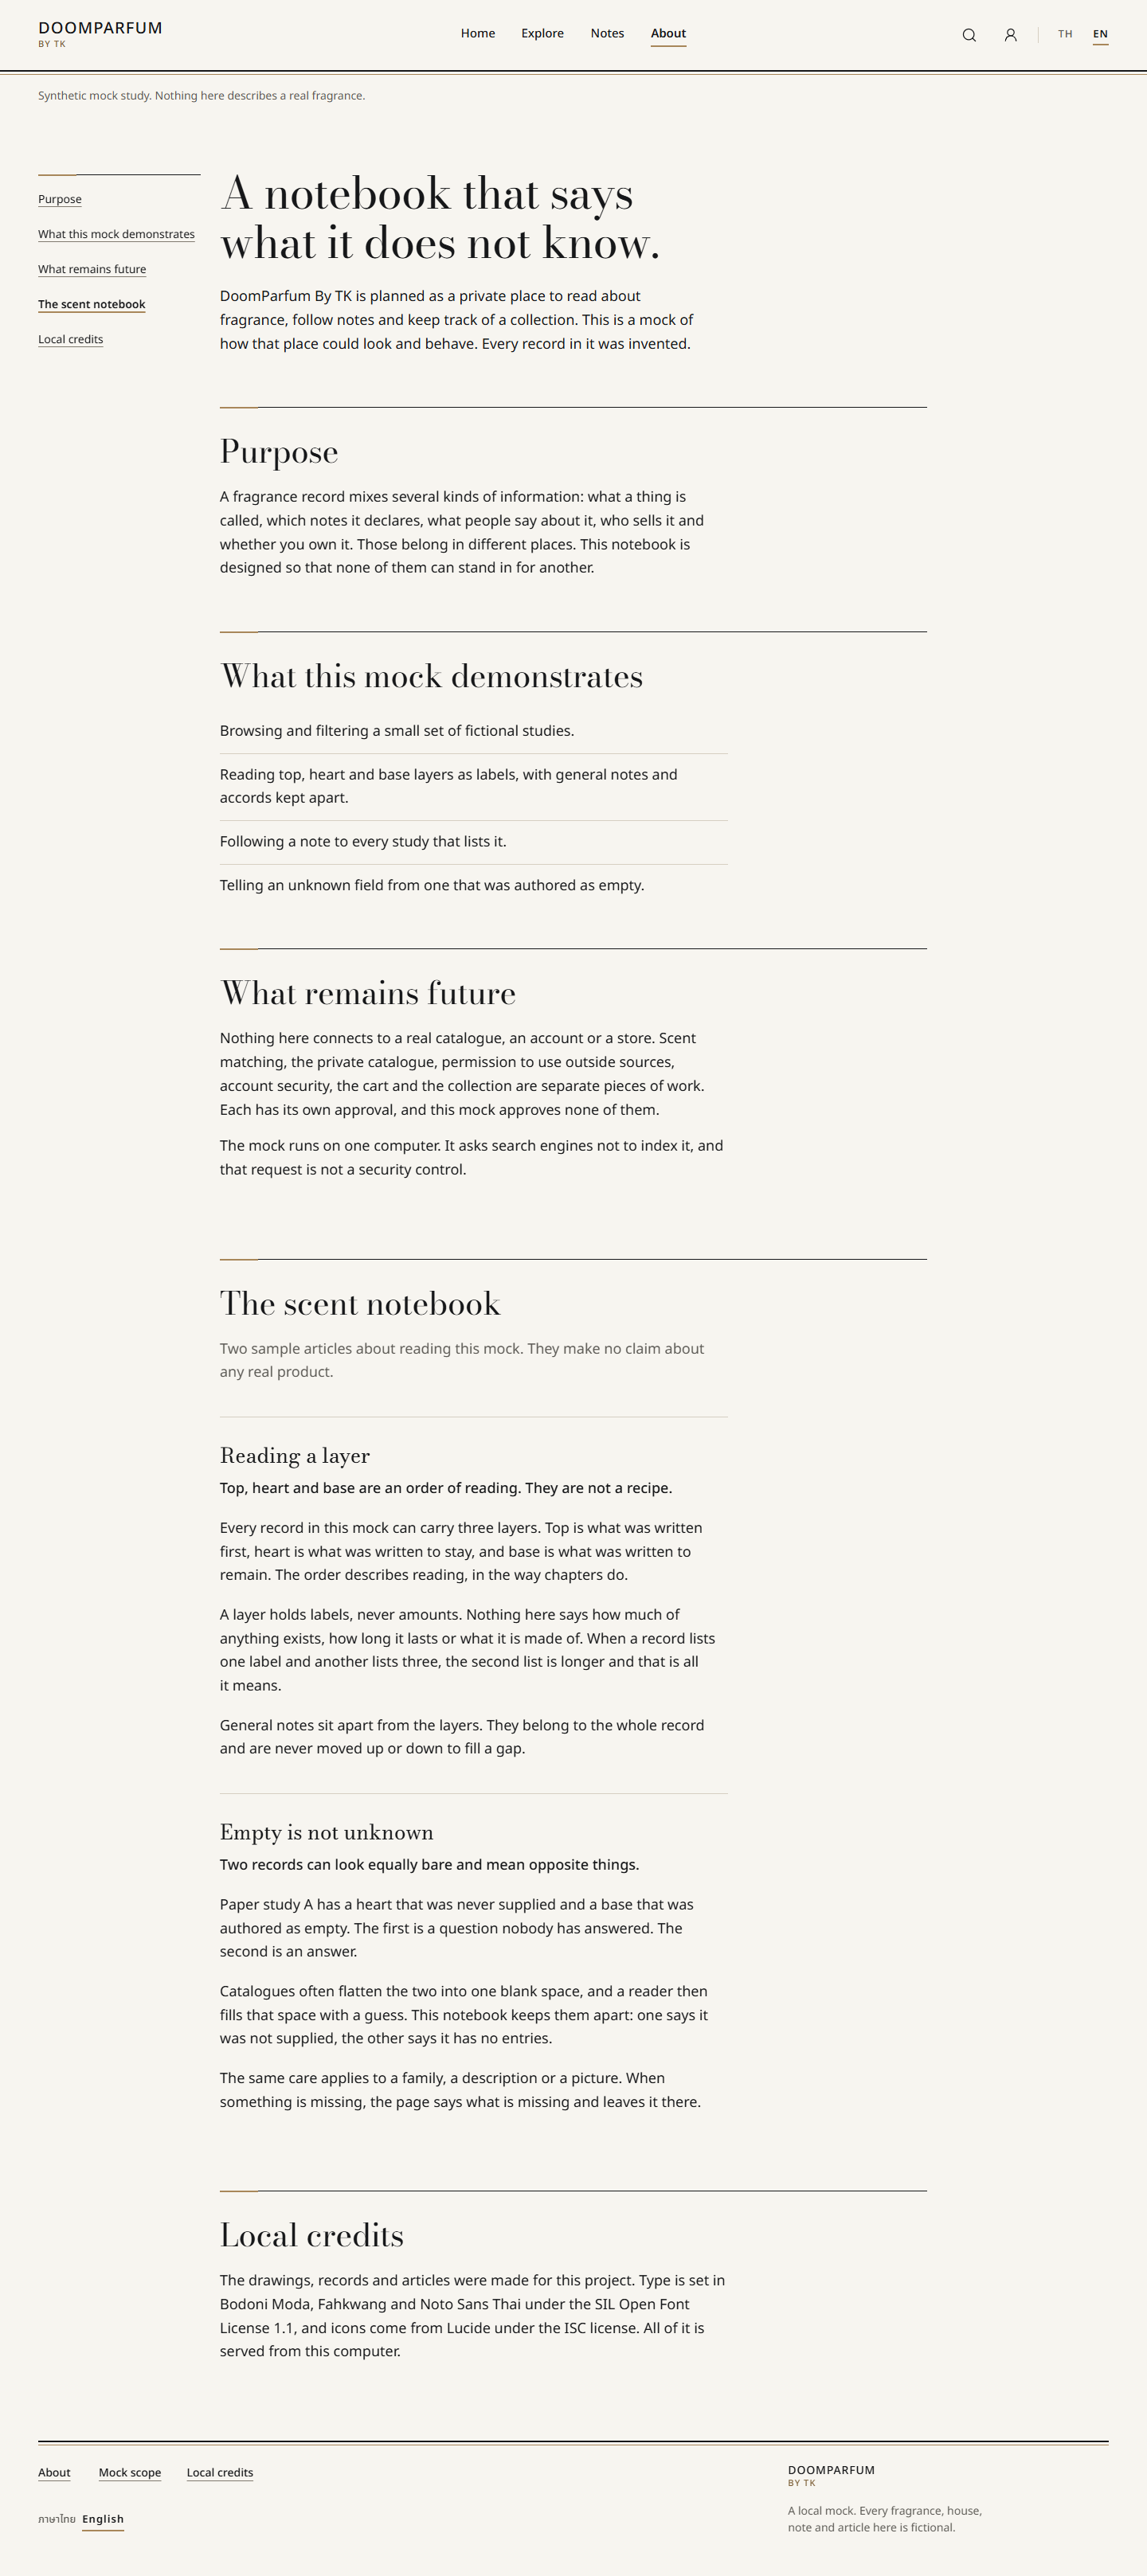 DOOMPARFUM
BY TK
Home Explore Notes About
TH EN
Synthetic mock study. Nothing here describes a real fragrance.
Purpose
What this mock demonstrates
What remains future
The scent notebook
Local credits
A notebook that says
what it does not know.
DoomParfum By TK is planned as a private place to read about
fragrance, follow notes and keep track of a collection. This is a mock of
how that place could look and behave. Every record in it was invented.
Purpose
A fragrance record mixes several kinds of information: what a thing is
called, which notes it declares, what people say about it, who sells it and
whether you own it. Those belong in different places. This notebook is
designed so that none of them can stand in for another.
What this mock demonstrates
Browsing and filtering a small set of fictional studies.
Reading top, heart and base layers as labels, with general notes and
accords kept apart.
Following a note to every study that lists it.
Telling an unknown field from one that was authored as empty.
What remains future
Nothing here connects to a real catalogue, an account or a store. Scent
matching, the private catalogue, permission to use outside sources,
account security, the cart and the collection are separate pieces of work.
Each has its own approval, and this mock approves none of them.
The mock runs on one computer. It asks search engines not to index it, and
that request is not a security control.
The scent notebook
Two sample articles about reading this mock. They make no claim about
any real product.
Reading a layer
Top, heart and base are an order of reading. They are not a recipe.
Every record in this mock can carry three layers. Top is what was written
first, heart is what was written to stay, and base is what was written to
remain. The order describes reading, in the way chapters do.
A layer holds labels, never amounts. Nothing here says how much of
anything exists, how long it lasts or what it is made of. When a record lists
one label and another lists three, the second list is longer and that is all
it means.
General notes sit apart from the layers. They belong to the whole record
and are never moved up or down to fill a gap.
Empty is not unknown
Two records can look equally bare and mean opposite things.
Paper study A has a heart that was never supplied and a base that was
authored as empty. The first is a question nobody has answered. The
second is an answer.
Catalogues often flatten the two into one blank space, and a reader then
fills that space with a guess. This notebook keeps them apart: one says it
was not supplied, the other says it has no entries.
The same care applies to a family, a description or a picture. When
something is missing, the page says what is missing and leaves it there.
Local credits
The drawings, records and articles were made for this project. Type is set in
Bodoni Moda, Fahkwang and Noto Sans Thai under the SIL Open Font
License 1.1, and icons come from Lucide under the ISC license. All of it is
served from this computer.
About Mock scope Local credits
ภาษาไทย English
DOOMPARFUM
BY TK
A local mock. Every fragrance, house,
note and article here is fictional.